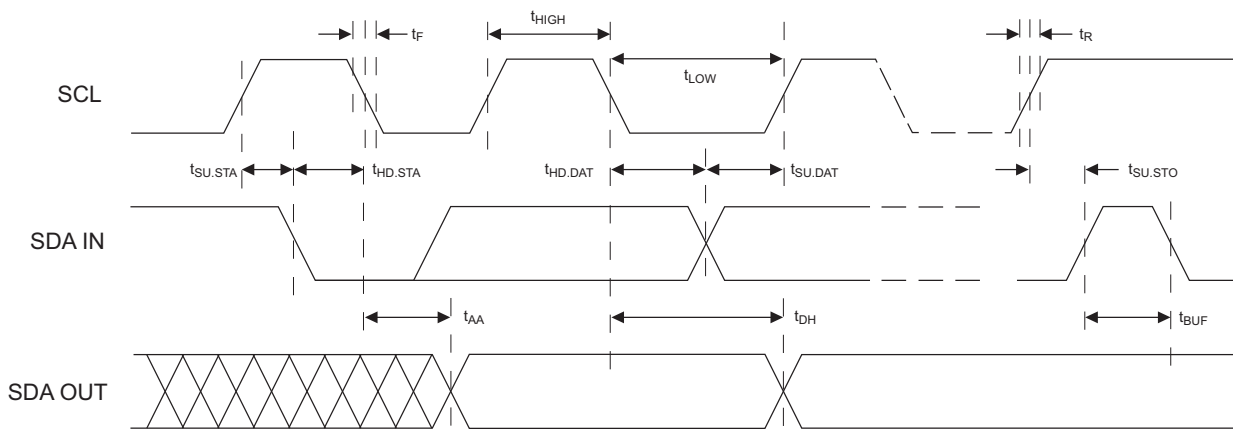 tHIGH
tF
tR
tLOW
SCL
tSU.STA
tHD.STA
tHD.DAT
tSU.DAT
tSU.STO
SDA IN
tAA
tDH
tBUF
SDA OUT